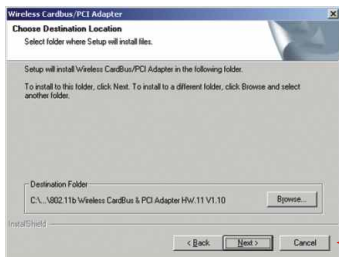 Wireless Cardbus/PCI Adapter
Choose Destination Location
Select folder where Setup will install files.
Setup will install Wireless CardBus/PCI Adapter in the following folder.
To install to this folder, click Next. To install to a different folder, click Browse and select
another folder.
Destination Folder
C:\...\802.11b Wireless CardBus & PCI Adapter HW.11 V1.10
Browse...
InstallShield
< Back
Next >
Cancel